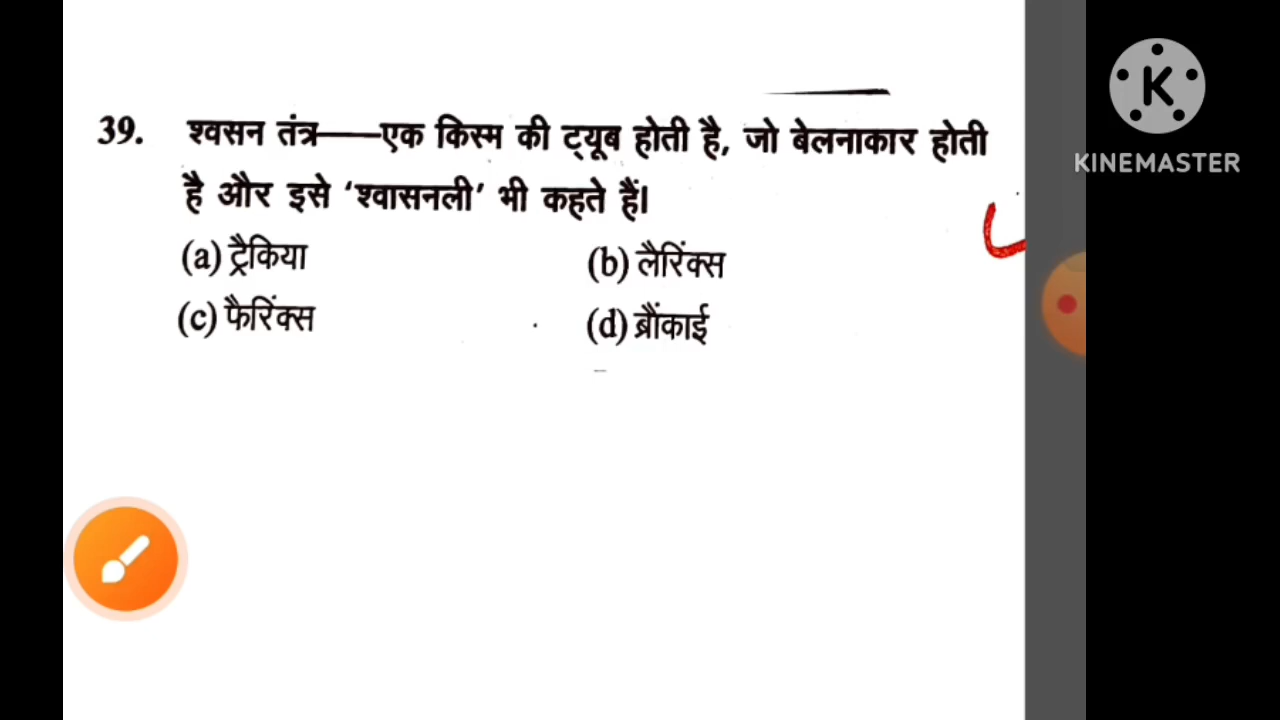 39. श्वसन तंत्र——एक किस्म की ट्यूब होती है, जो बेलनाकार होती
है और इसे ‘श्वासनली’ भी कहते हैं।
(a) ट्रैकिया (b) लैरिंक्स
(c) फैरिंक्स (d) ब्रौंकाई
KINEMASTER